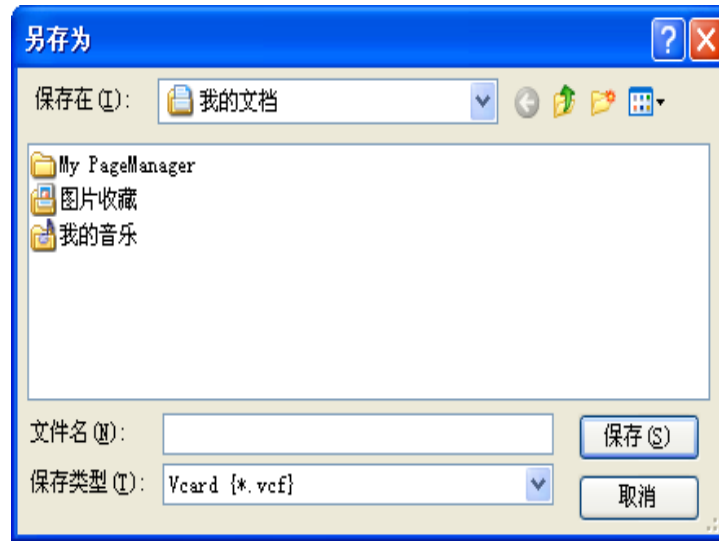 另存为
保存在(I): 我的文档
My PageManager
图片收藏
我的音乐
文件名(N):
保存(S)
保存类型(T): Vcard {*.vcf}
取消